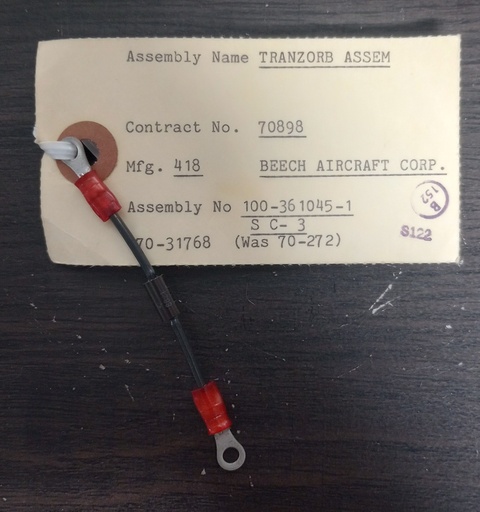 Assembly Name TRANZORB ASSEM
Contract No. 70898
Mfg. 418 BEECH AIRCRAFT CORP.
Assembly No 100-361045-1
S C- 3
70-31768 (Was 70-272)
157
B
S122